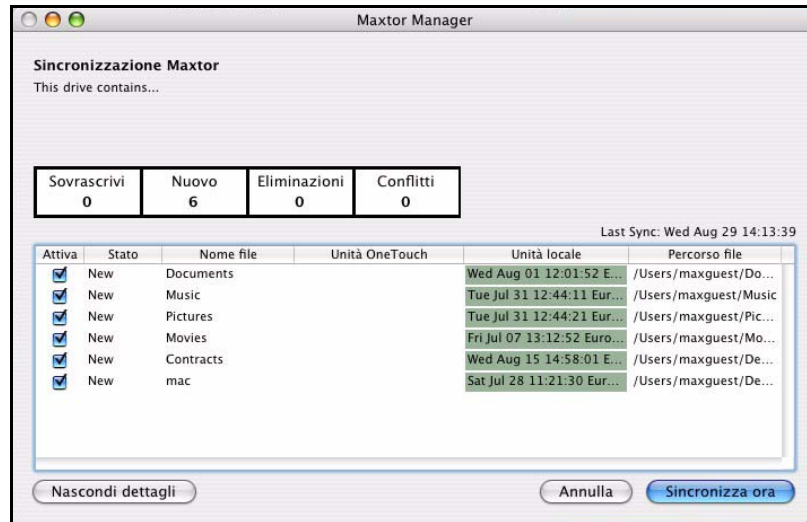 Maxtor Manager
Sincronizzazione Maxtor
This drive contains...
Sovrascrivi Nuovo Eliminazioni Conflitti
0 6 0 0
Last Sync: Wed Aug 29 14:13:39
Attiva Stato Nome file Unità OneTouch Unità locale Percorso file
New Documents Wed Aug 01 12:01:52 E... /Users/maxguest/Do...
New Music Tue Jul 31 12:44:11 Eur... /Users/maxguest/Music
New Pictures Tue Jul 31 12:44:21 Eur... /Users/maxguest/Pic...
New Movies Fri Jul 07 13:12:52 Euro... /Users/maxguest/Mo...
New Contracts Wed Aug 15 14:58:01 E... /Users/maxguest/De...
New mac Sat Jul 28 11:21:30 Eur... /Users/maxguest/De...
Nascondi dettagli Annulla Sincronizza ora